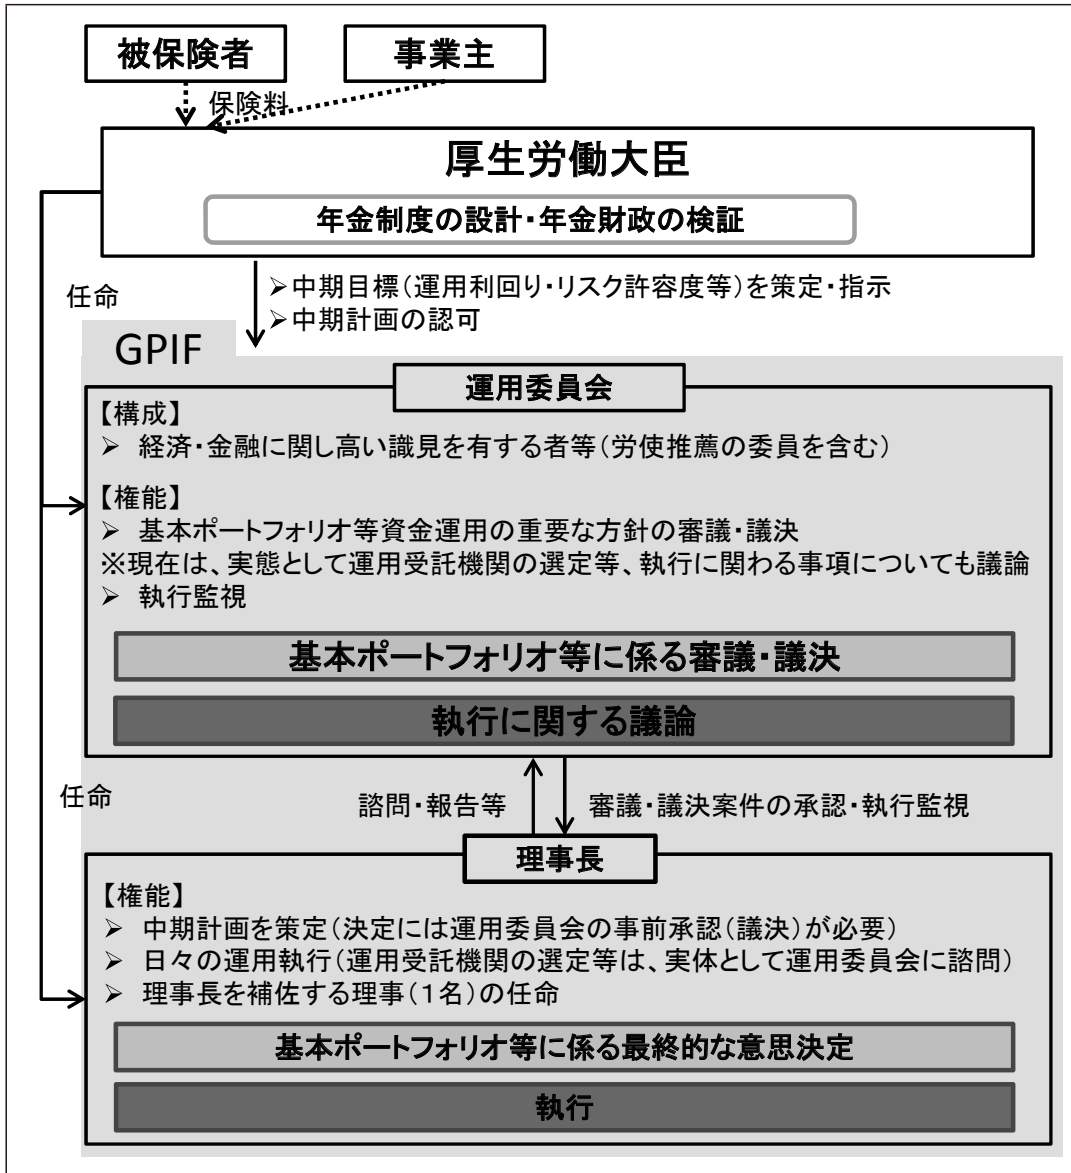 被保険者
事業主
保険料
厚生労働大臣
年金制度の設計・年金財政の検証
任命
➢中期目標（運用利回り・リスク許容度等）を策定・指示
➢中期計画の認可
GPIF
運用委員会
【構成】
➢ 経済・金融に関し高い識見を有する者等（労使推薦の委員を含む）
【権能】
➢ 基本ポートフォリオ等資金運用の重要な方針の審議・議決
※現在は、実態として運用受託機関の選定等、執行に関わる事項についても議論
➢ 執行監視
基本ポートフォリオ等に係る審議・議決
執行に関する議論
任命
諮問・報告等
審議・議決案件の承認・執行監視
理事長
【権能】
➢ 中期計画を策定（決定には運用委員会の事前承認（議決）が必要）
➢ 日々の運用執行（運用受託機関の選定等は、実体として運用委員会に諮問）
➢ 理事長を補佐する理事（１名）の任命
基本ポートフォリオ等に係る最終的な意思決定
執行